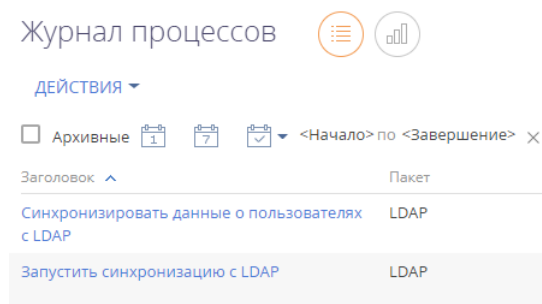 Журнал процессов
ДЕЙСТВИЯ
Архивные 1 7 <Начало> по <Завершение> ×
Заголовок Пакет
Синхронизировать данные о пользователях LDAP
с LDAP
Запустить синхронизацию с LDAP LDAP